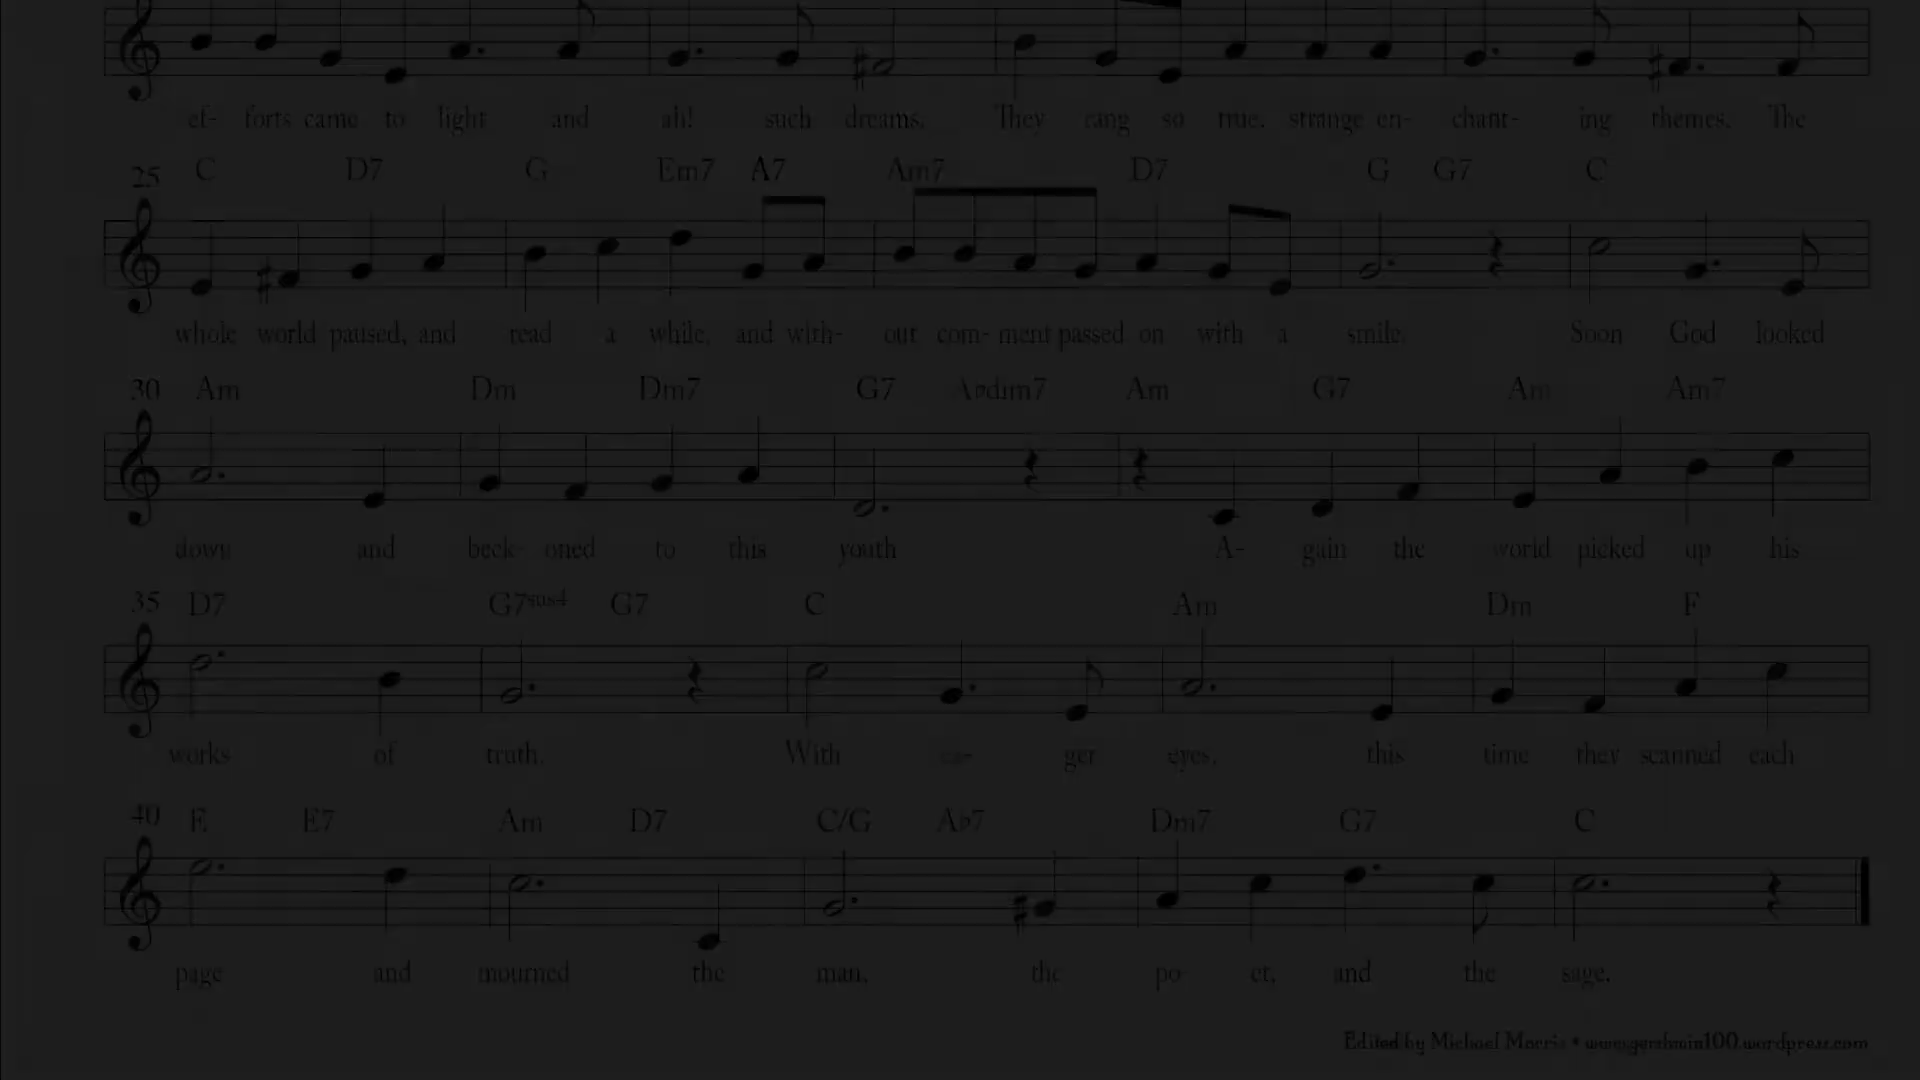 ef- forts came to light and ah! such dreams. They rang so true. strange en- chant- ing themes. The
25 C D7 G Em7 A7 Am7 D7 G G7 C
whole world paused, and read a while, and with- out com- ment passed on with a smile. Soon God looked
30 Am Dm Dm7 G7 A♭dim7 Am G7 Am Am7
down and beck- oned to this youth A- gain the world picked up his
35 D7 G7sus4 G7 C Am Dm F
works of truth. With ea- ger eyes, this time they scanned each
40 E E7 Am D7 C/G A♭7 Dm7 G7 C
page and mourned the man, the po- et, and the sage.
Edited by Michael Morris • www.gershwin100.wordpress.com